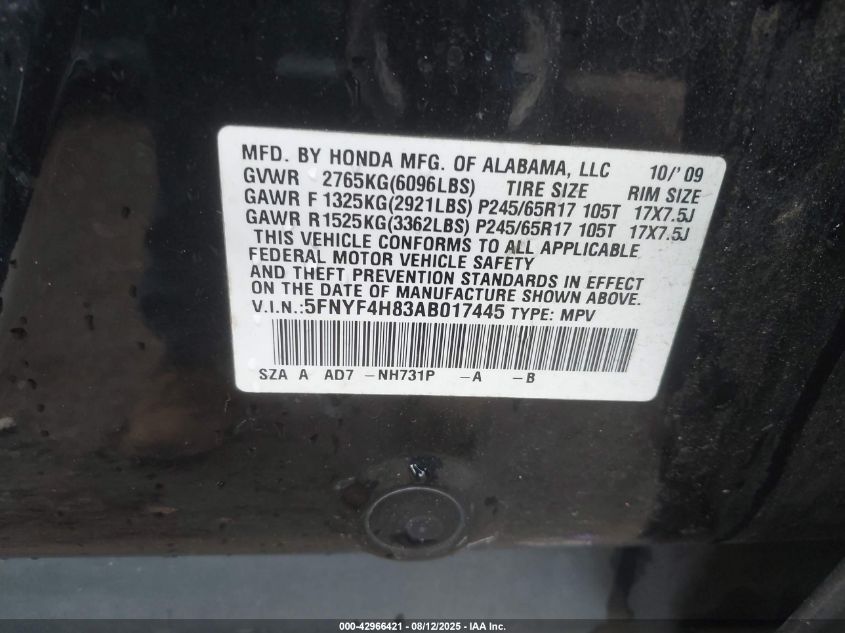 MFD. BY HONDA MFG. OF ALABAMA, LLC 10/'09
GVWR 2765KG(6096LBS) TIRE SIZE RIM SIZE
GAWR F 1325KG(2921LBS) P245/65R17 105T 17X7.5J
GAWR R1525KG(3362LBS) P245/65R17 105T 17X7.5J
THIS VEHICLE CONFORMS TO ALL APPLICABLE
FEDERAL MOTOR VEHICLE SAFETY
AND THEFT PREVENTION STANDARDS IN EFFECT
ON THE DATE OF MANUFACTURE SHOWN ABOVE.
V.I.N.:5FNYF4H83AB017445 TYPE: MPV
SZA A AD7 -NH731P -A -B
000-42966421 - 08/12/2025 - IAA Inc.